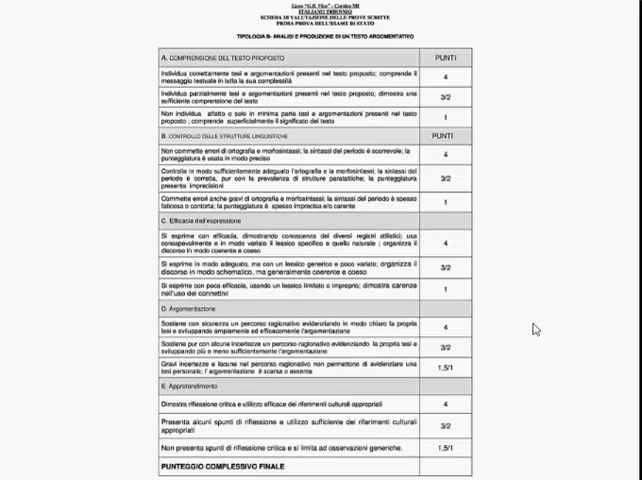 Liceo "G.B. Vico" - Corsico MI
ITALIANO TRIENNIO
SCHEDA DI VALUTAZIONE DELLE PROVE SCRITTE
PRIMA PROVA DELL'ESAME DI STATO
TIPOLOGIA B- ANALISI E PRODUZIONE DI UN TESTO ARGOMENTATIVO
A. COMPRENSIONE DEL TESTO PROPOSTO PUNTI
Individua correttamente tesi e argomentazioni presenti nel testo proposto; comprende il
messaggio testuale in tutta la sua complessità
4
Individua parzialmente tesi e argomentazioni presenti nel testo proposto; dimostra una
sufficiente comprensione del testo
3/2
Non individua affatto o solo in minima parte tesi e argomentazioni presenti nel testo
proposto ; comprende superficialmente il significato del testo
1
B. CONTROLLO DELLE STRUTTURE LINGUISTICHE PUNTI
Non commette errori di ortografia e morfosintassi; la sintassi del periodo è scorrevole; la
punteggiatura è usata in modo preciso
4
Controlla in modo sufficientemente adeguato l'ortografia e la morfosintassi; la sintassi del
periodo è corretta, pur con la prevalenza di strutture paratattiche; la punteggiatura
presenta imprecisioni
3/2
Commette errori anche gravi di ortografia e morfosintassi; la sintassi del periodo è spesso
faticosa o contorta; la punteggiatura è spesso imprecisa e/o carente
1
C. Efficacia dell'espressione
Si esprime con efficacia, dimostrando conoscenza dei diversi registri stilistici; usa
consapevolmente e in modo variato il lessico specifico e quello naturale ; organizza il
discorso in modo coerente e coeso
4
Si esprime in modo adeguato, ma con un lessico generico e poco variato; organizza il
discorso in modo schematico, ma generalmente coerente e coeso
3/2
Si esprime con poca efficacia, usando un lessico limitato o improprio; dimostra carenze
nell'uso dei connettivi
1
D. Argomentazione
Sostiene con sicurezza un percorso ragionativo evidenziando in modo chiaro la propria
tesi e sviluppando ampiamente ed efficacemente l'argomentazione
4
Sostiene pur con alcune incertezze un percorso ragionativo evidenziando la propria tesi e
sviluppando più o meno sufficientemente l'argomentazione
3/2
Gravi incertezze e lacune nel percorso ragionativo non permettono di evidenziare una
tesi personale; l' argomentazione è scarsa o assente
1,5/1
E. Approfondimento
Dimostra riflessione critica e utilizzo efficace dei riferimenti culturali appropriati
4
Presenta alcuni spunti di riflessione e utilizzo sufficiente dei riferimenti culturali
appropriati
3/2
Non presenta spunti di riflessione critica e si limita ad osservazioni generiche.
1,5/1
PUNTEGGIO COMPLESSIVO FINALE